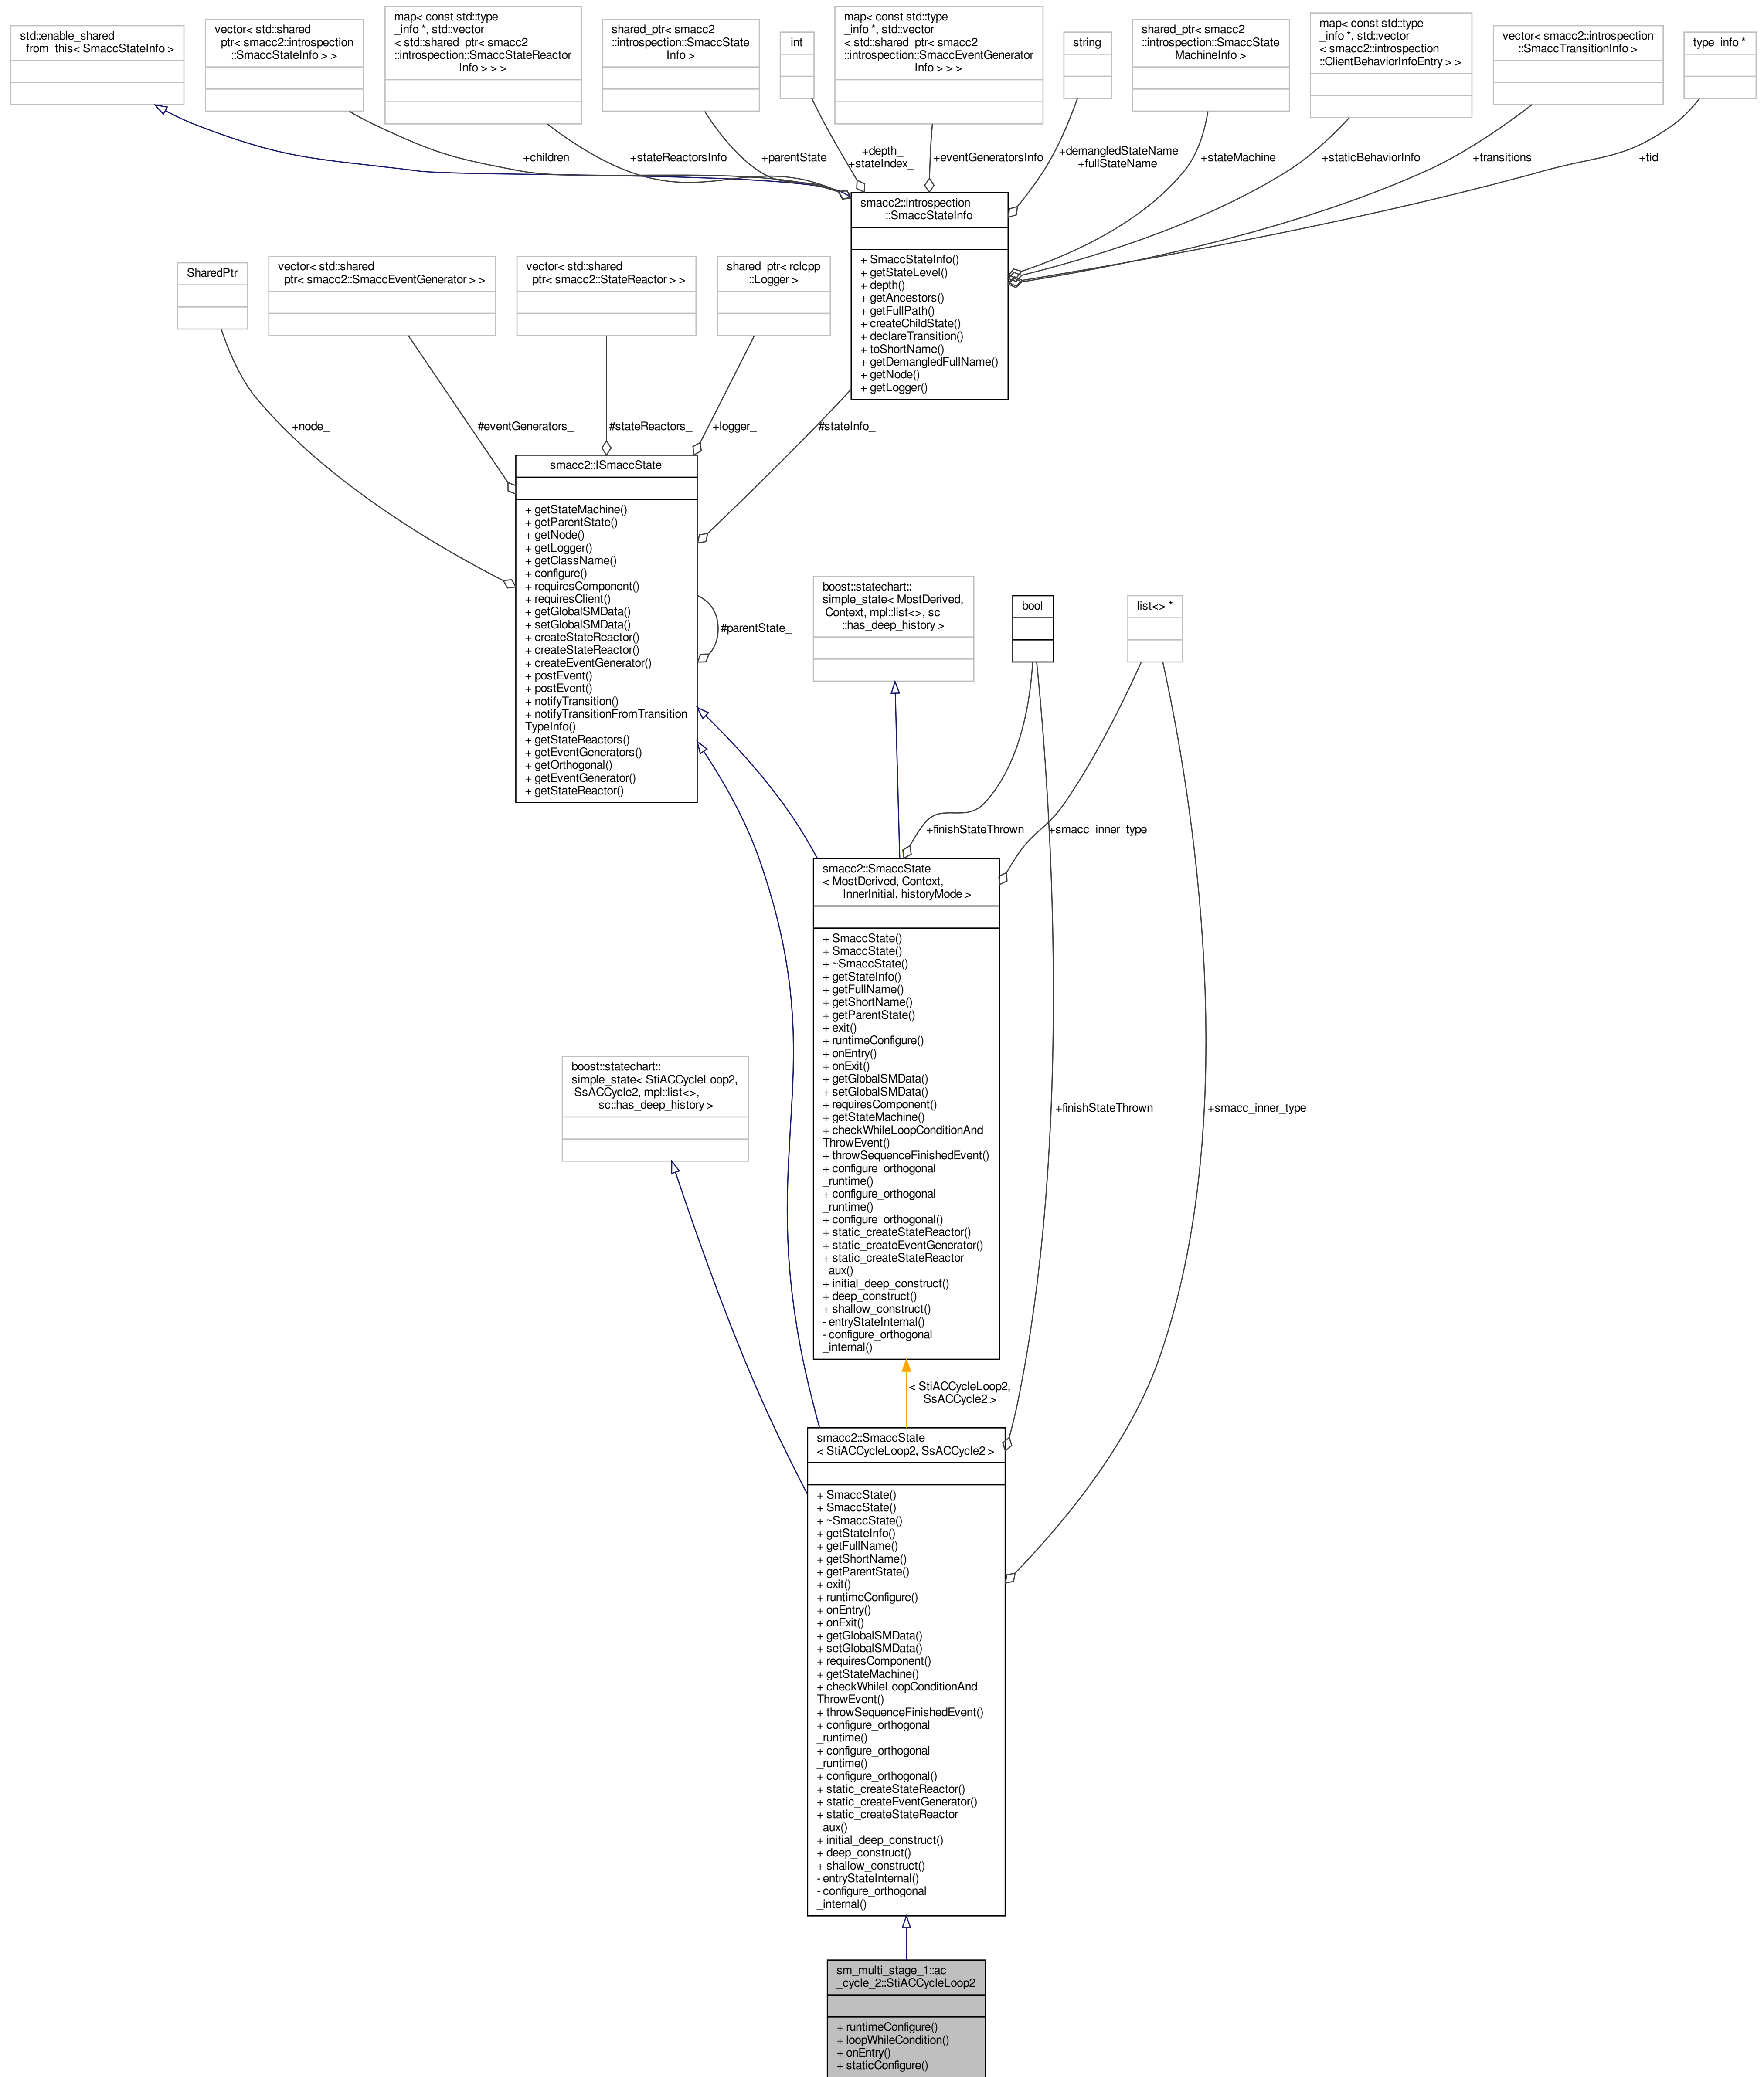 std::enable_shared
_from_this< SmaccStateInfo >
vector< std::shared
_ptr< smacc2::introspection
::SmaccStateInfo > >
map< const std::type
_info *, std::vector
< std::shared_ptr< smacc2
::introspection::SmaccStateReactor
Info > > >
shared_ptr< smacc2
::introspection::SmaccState
Info >
int
map< const std::type
_info *, std::vector
< std::shared_ptr< smacc2
::introspection::SmaccEventGenerator
Info > > >
string
shared_ptr< smacc2
::introspection::SmaccState
MachineInfo >
map< const std::type
_info *, std::vector
< smacc2::introspection
::ClientBehaviorInfoEntry > >
vector< smacc2::introspection
::SmaccTransitionInfo >
type_info *
+children_
+stateReactorsInfo
+parentState_
+depth_
+stateIndex_
+eventGeneratorsInfo
+demangledStateName
+fullStateName
+stateMachine_
+staticBehaviorInfo
+transitions_
+tid_
smacc2::introspection
::SmaccStateInfo
+ SmaccStateInfo()
+ getStateLevel()
+ depth()
+ getAncestors()
+ getFullPath()
+ createChildState()
+ declareTransition()
+ toShortName()
+ getDemangledFullName()
+ getNode()
+ getLogger()
SharedPtr
vector< std::shared
_ptr< smacc2::SmaccEventGenerator > >
vector< std::shared
_ptr< smacc2::StateReactor > >
shared_ptr< rclcpp
::Logger >
+node_
#eventGenerators_
#stateReactors_
+logger_
#stateInfo_
smacc2::ISmaccState
+ getStateMachine()
+ getParentState()
+ getNode()
+ getLogger()
+ getClassName()
+ configure()
+ requiresComponent()
+ requiresClient()
+ getGlobalSMData()
+ setGlobalSMData()
+ createStateReactor()
+ createStateReactor()
+ createEventGenerator()
+ postEvent()
+ postEvent()
+ notifyTransition()
+ notifyTransitionFromTransition
TypeInfo()
+ getStateReactors()
+ getEventGenerators()
+ getOrthogonal()
+ getEventGenerator()
+ getStateReactor()
#parentState_
boost::statechart::
simple_state< MostDerived,
Context, mpl::list<>, sc
::has_deep_history >
bool
list<> *
+finishStateThrown
+smacc_inner_type
smacc2::SmaccState
< MostDerived, Context,
InnerInitial, historyMode >
+ SmaccState()
+ SmaccState()
+ ~SmaccState()
+ getStateInfo()
+ getFullName()
+ getShortName()
+ getParentState()
+ exit()
+ runtimeConfigure()
+ onEntry()
+ onExit()
+ getGlobalSMData()
+ setGlobalSMData()
+ requiresComponent()
+ getStateMachine()
+ checkWhileLoopConditionAnd
ThrowEvent()
+ throwSequenceFinishedEvent()
+ configure_orthogonal
_runtime()
+ configure_orthogonal
_runtime()
+ configure_orthogonal()
+ static_createStateReactor()
+ static_createEventGenerator()
+ static_createStateReactor
_aux()
+ initial_deep_construct()
+ deep_construct()
+ shallow_construct()
- entryStateInternal()
- configure_orthogonal
_internal()
boost::statechart::
simple_state< StiACCycleLoop2,
SsACCycle2, mpl::list<>,
sc::has_deep_history >
+finishStateThrown
+smacc_inner_type
< StiACCycleLoop2,
SsACCycle2 >
smacc2::SmaccState
< StiACCycleLoop2, SsACCycle2 >
+ SmaccState()
+ SmaccState()
+ ~SmaccState()
+ getStateInfo()
+ getFullName()
+ getShortName()
+ getParentState()
+ exit()
+ runtimeConfigure()
+ onEntry()
+ onExit()
+ getGlobalSMData()
+ setGlobalSMData()
+ requiresComponent()
+ getStateMachine()
+ checkWhileLoopConditionAnd
ThrowEvent()
+ throwSequenceFinishedEvent()
+ configure_orthogonal
_runtime()
+ configure_orthogonal
_runtime()
+ configure_orthogonal()
+ static_createStateReactor()
+ static_createEventGenerator()
+ static_createStateReactor
_aux()
+ initial_deep_construct()
+ deep_construct()
+ shallow_construct()
- entryStateInternal()
- configure_orthogonal
_internal()
sm_multi_stage_1::ac
_cycle_2::StiACCycleLoop2
+ runtimeConfigure()
+ loopWhileCondition()
+ onEntry()
+ staticConfigure()